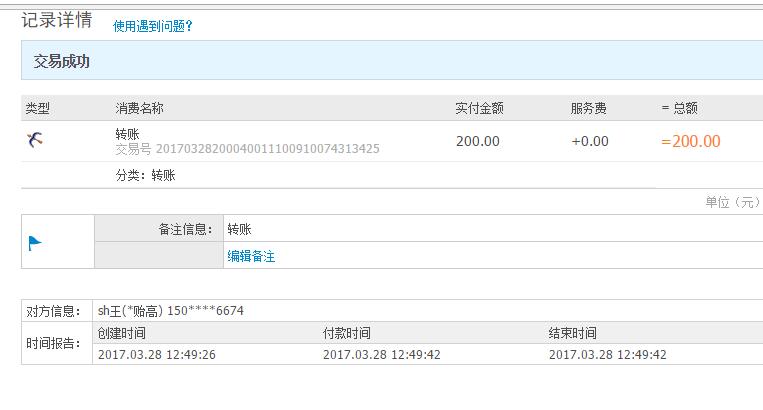 记录详情 使用遇到问题？
交易成功
类型 消费名称 实付金额 服务费 = 总额
转账 200.00 +0.00 =200.00
交易号 20170328200040011100910074313425
分类：转账
单位（元）
备注信息： 转账
编辑备注
对方信息： sh王(*贻高) 150****6674
时间报告： 创建时间 付款时间 结束时间
2017.03.28 12:49:26 2017.03.28 12:49:42 2017.03.28 12:49:42